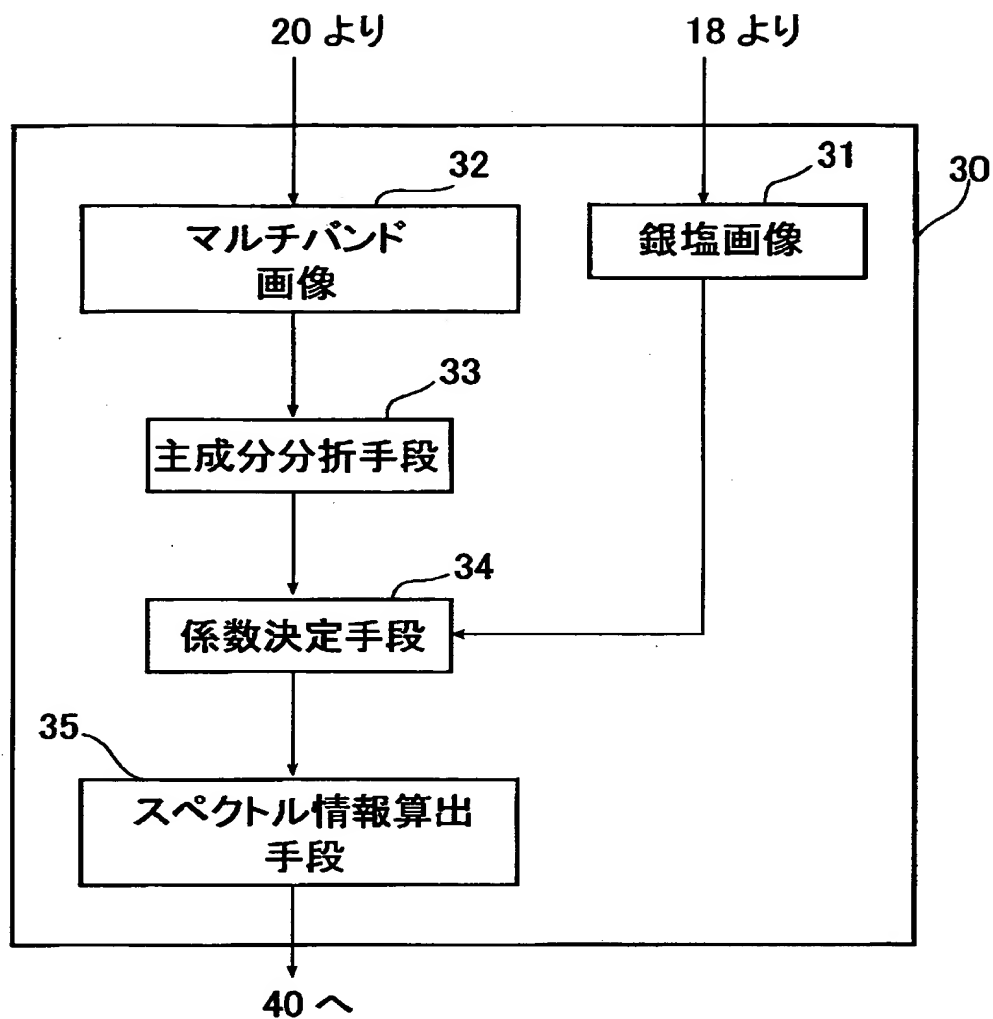 20 より
18 より
32
31
30
マルチバンド
画像
銀塩画像
33
主成分分折手段
34
係数決定手段
35
スペクトル情報算出
手段
40 へ